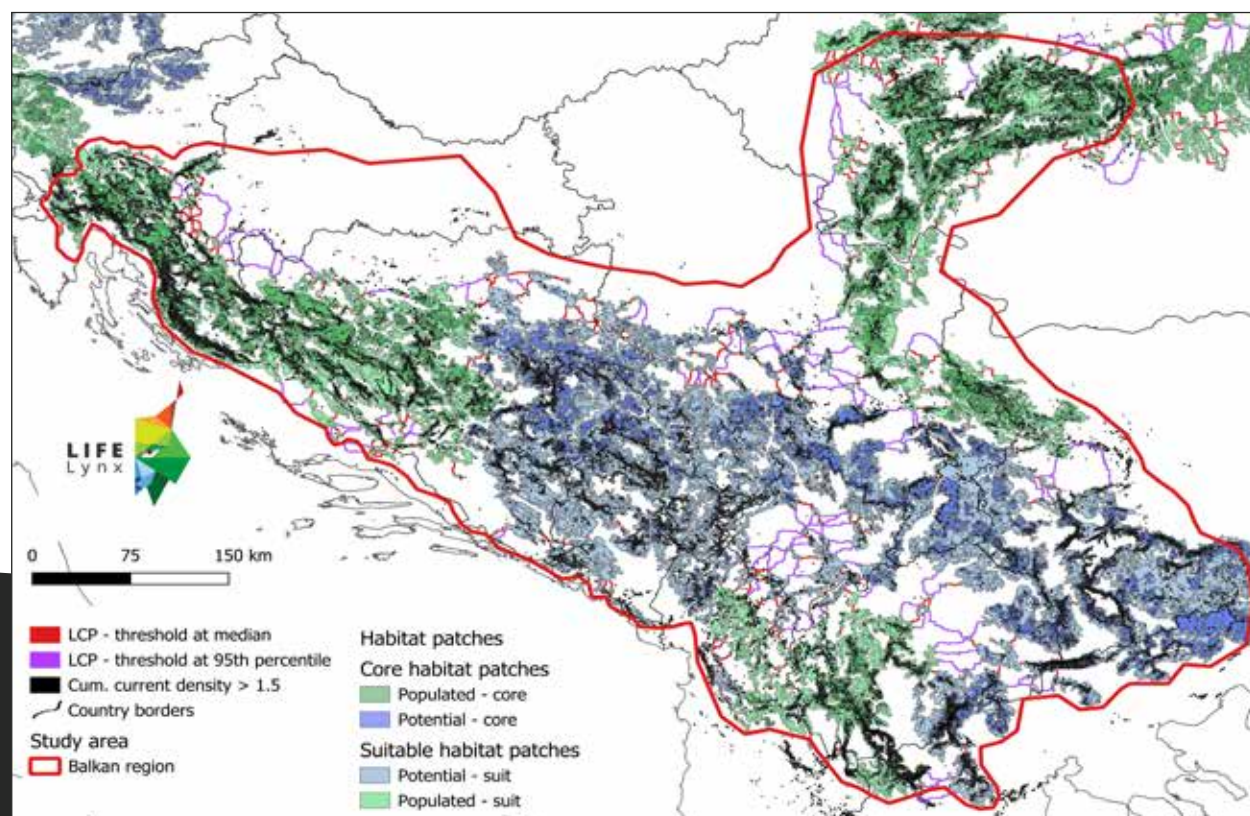 LIFE
Lynx
0 75 150 km
LCP - threshold at median
LCP - threshold at 95th percentile
Cum. current density > 1.5
Country borders
Study area
Balkan region
Habitat patches
Core habitat patches
Populated - core
Potential - core
Suitable habitat patches
Potential - suit
Populated - suit